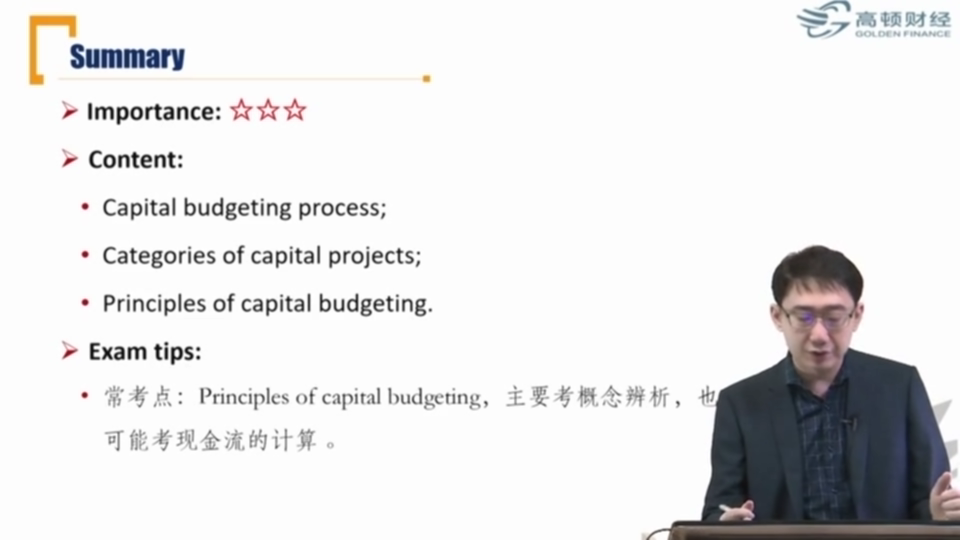 高顿财经
GOLDEN FINANCE
Summary
Importance: ☆☆☆
Content:
Capital budgeting process;
Categories of capital projects;
Principles of capital budgeting.
Exam tips:
常考点：Principles of capital budgeting，主要考概念辨析，也
可能考现金流的计算。